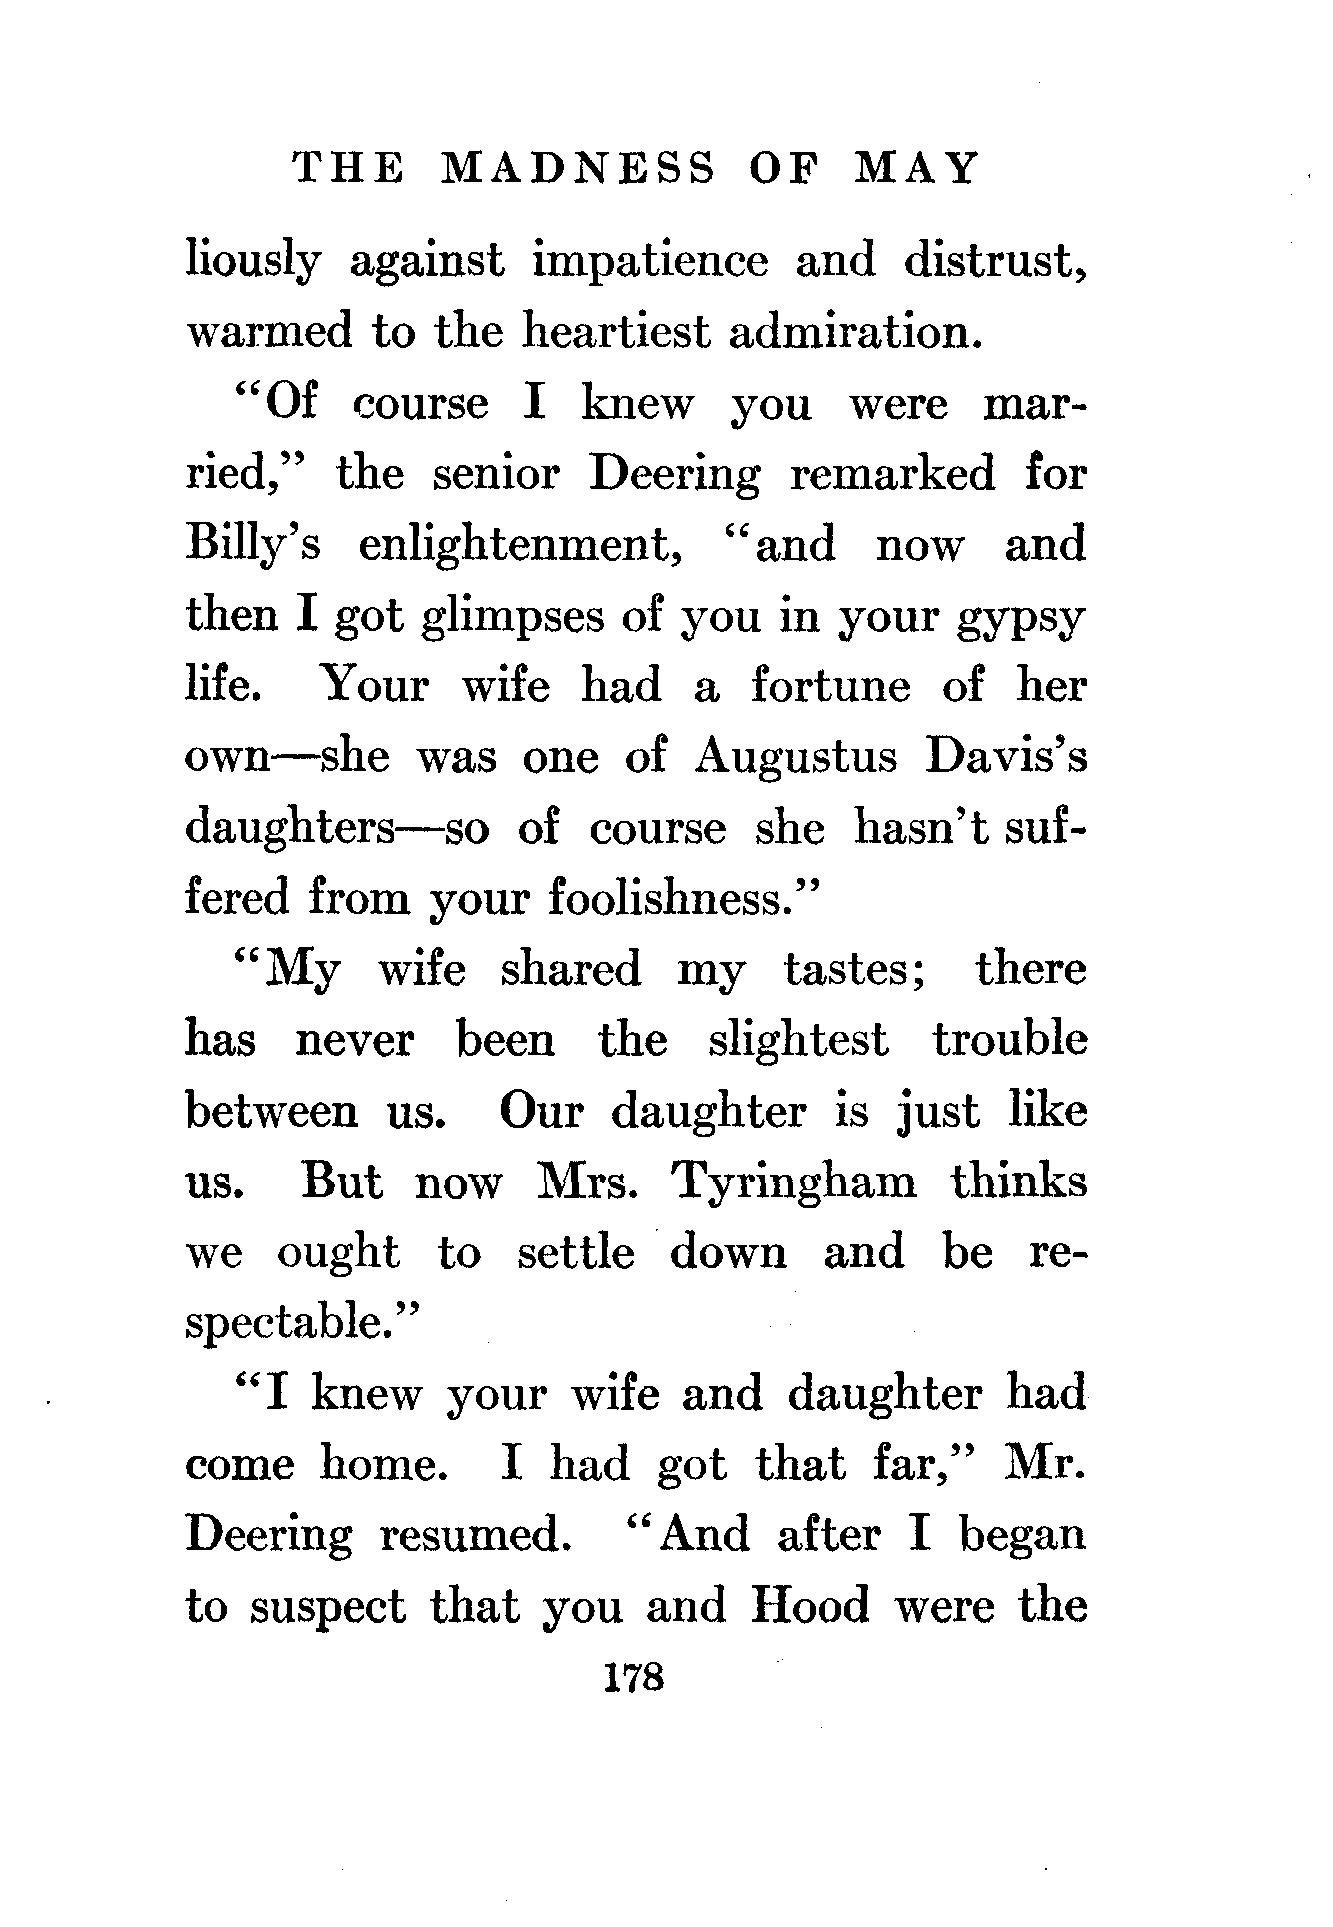 THE MADNESS OF MAY
liously against impatience and distrust,
warmed to the heartiest admiration.
“Of course I knew you were mar-
ried,” the senior Deering remarked for
Billy’s enlightenment, “and now and
then I got glimpses of you in your gypsy
life. Your wife had a fortune of her
own—she was one of Augustus Davis’s
daughters—so of course she hasn’t suf-
fered from your foolishness.”
“My wife shared my tastes; there
has never been the slightest trouble
between us. Our daughter is just like
us. But now Mrs. Tyringham thinks
we ought to settle down and be re-
spectable.”
“I knew your wife and daughter had
come home. I had got that far,” Mr.
Deering resumed. “And after I began
to suspect that you and Hood were the
178